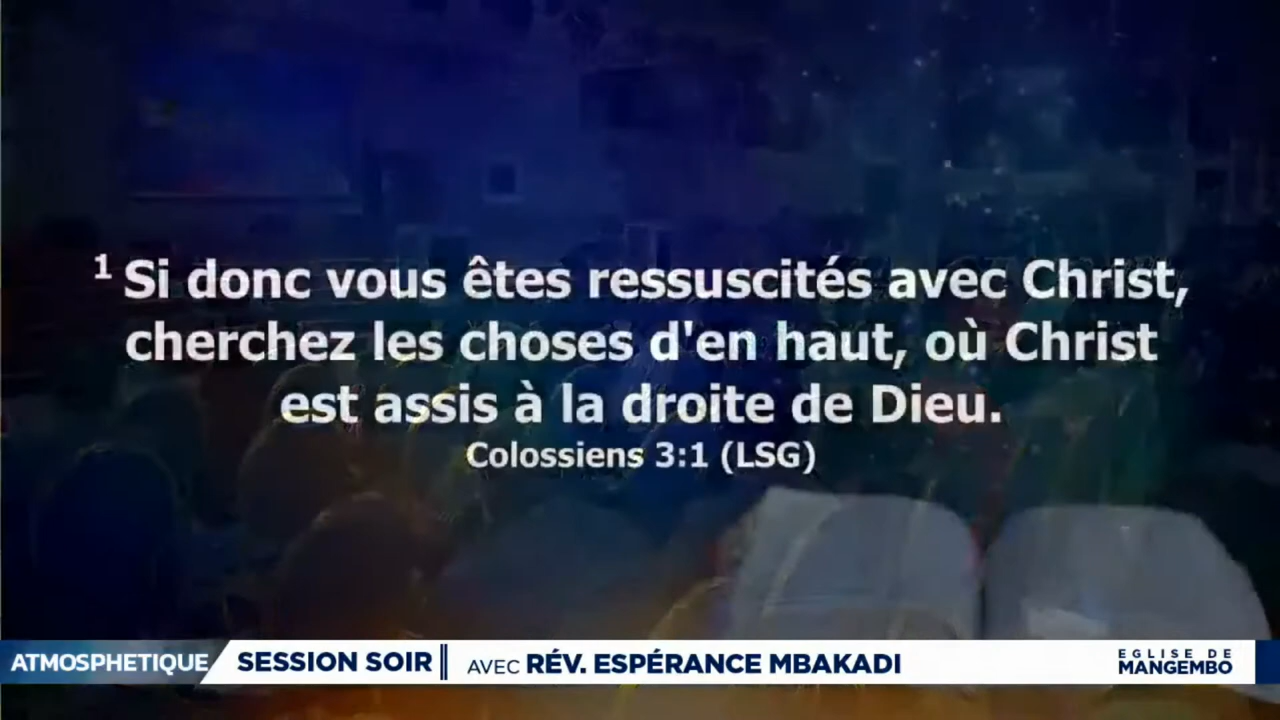 1 Si donc vous êtes ressuscités avec Christ,
cherchez les choses d'en haut, où Christ
est assis à la droite de Dieu.
Colossiens 3:1 (LSG)
ATMOSPHETIQUE SESSION SOIR AVEC RÉV. ESPÉRANCE MBAKADI
EGLISE DE
MANGEMBO